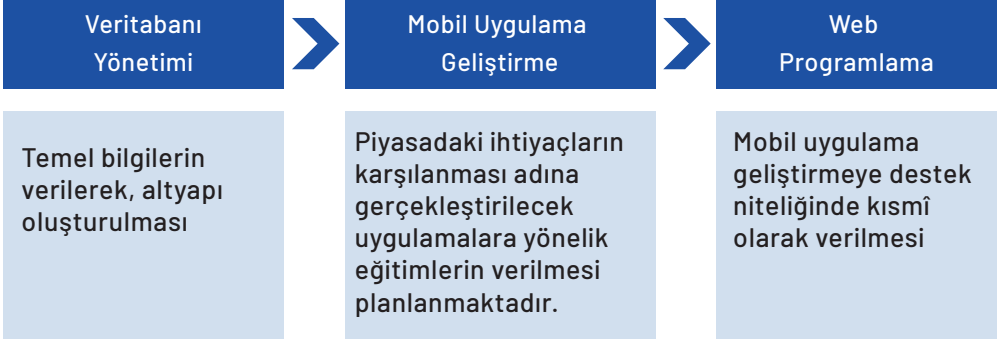 Veritabanı
Yönetimi
Mobil Uygulama
Geliştirme
Web
Programlama
Temel bilgilerin
verilerek, altyapı
oluşturulması
Piyasadaki ihtiyaçların
karşılanması adına
gerçekleştirilecek
uygulamalara yönelik
eğitimlerin verilmesi
planlanmaktadır.
Mobil uygulama
geliştirmeye destek
niteliğinde kısmî
olarak verilmesi